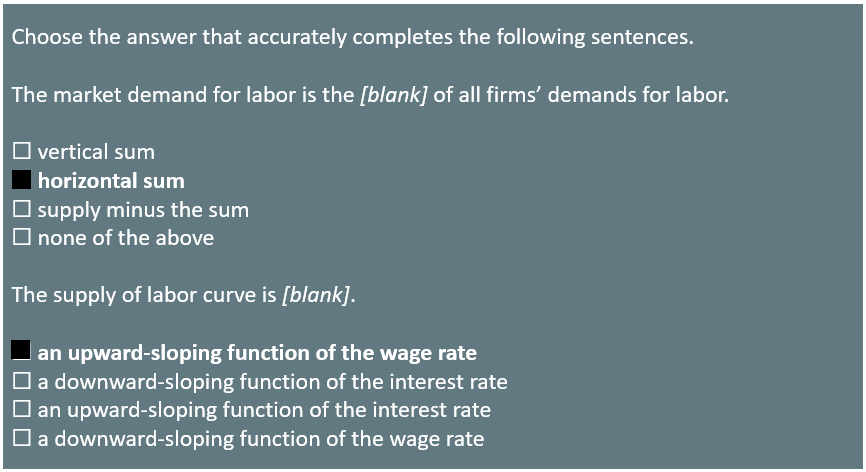 Choose the answer that accurately completes the following sentences.
The market demand for labor is the [blank] of all firms’ demands for labor.
☐ vertical sum
■ horizontal sum
☐ supply minus the sum
☐ none of the above
The supply of labor curve is [blank].
■ an upward-sloping function of the wage rate
☐ a downward-sloping function of the interest rate
☐ an upward-sloping function of the interest rate
☐ a downward-sloping function of the wage rate